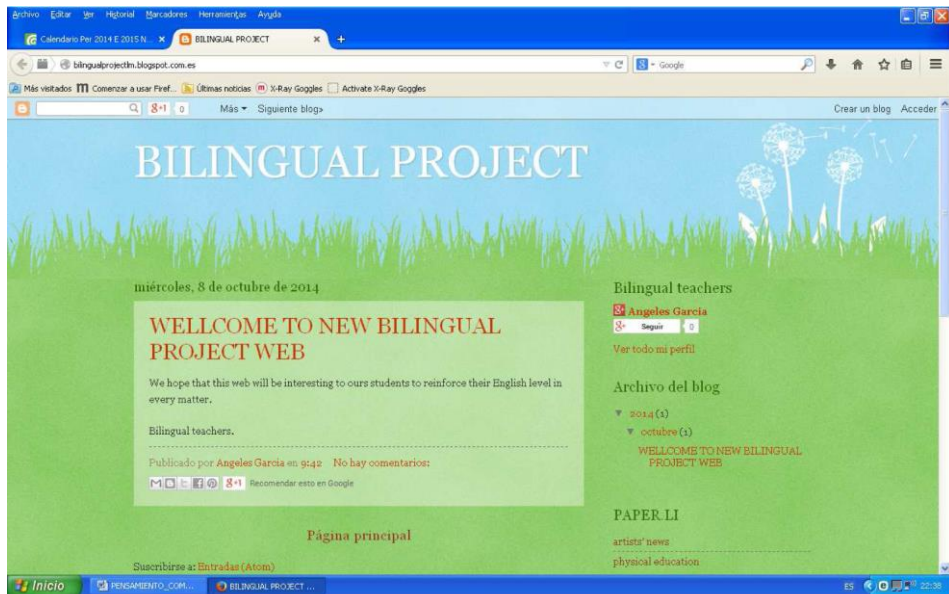 Archivo Editar Ver Historial Marcadores Herramientas Ayuda
Calendario Per 2014 E 2015 N...
BILINGUAL PROJECT
bilingualprojectlm.blogspot.com.es
Google
Más visitados Comenzar a usar Firef... Últimas noticias X-Ray Goggles Activate X-Ray Goggles
g+1 0 Más Siguiente blog» Crear un blog Acceder
BILINGUAL PROJECT
miércoles, 8 de octubre de 2014
WELLCOME TO NEW BILINGUAL
PROJECT WEB
We hope that this web will be interesting to ours students to reinforce their English level in
every matter.
Bilingual teachers.
Publicado por Angeles Garcia en 9:42 No hay comentarios:
g+1 Recomendar esto en Google
Página principal
Suscribirse a: Entradas (Atom)
Bilingual teachers
Angeles Garcia
Seguir 0
Ver todo mi perfil
Archivo del blog
▼ 2014 (1)
▼ octubre (1)
WELLCOME TO NEW BILINGUAL
PROJECT WEB
PAPER.LI
artists' news
physical education
Inicio PENSAMIENTO_COM... BILINGUAL PROJECT ... ES 22:38